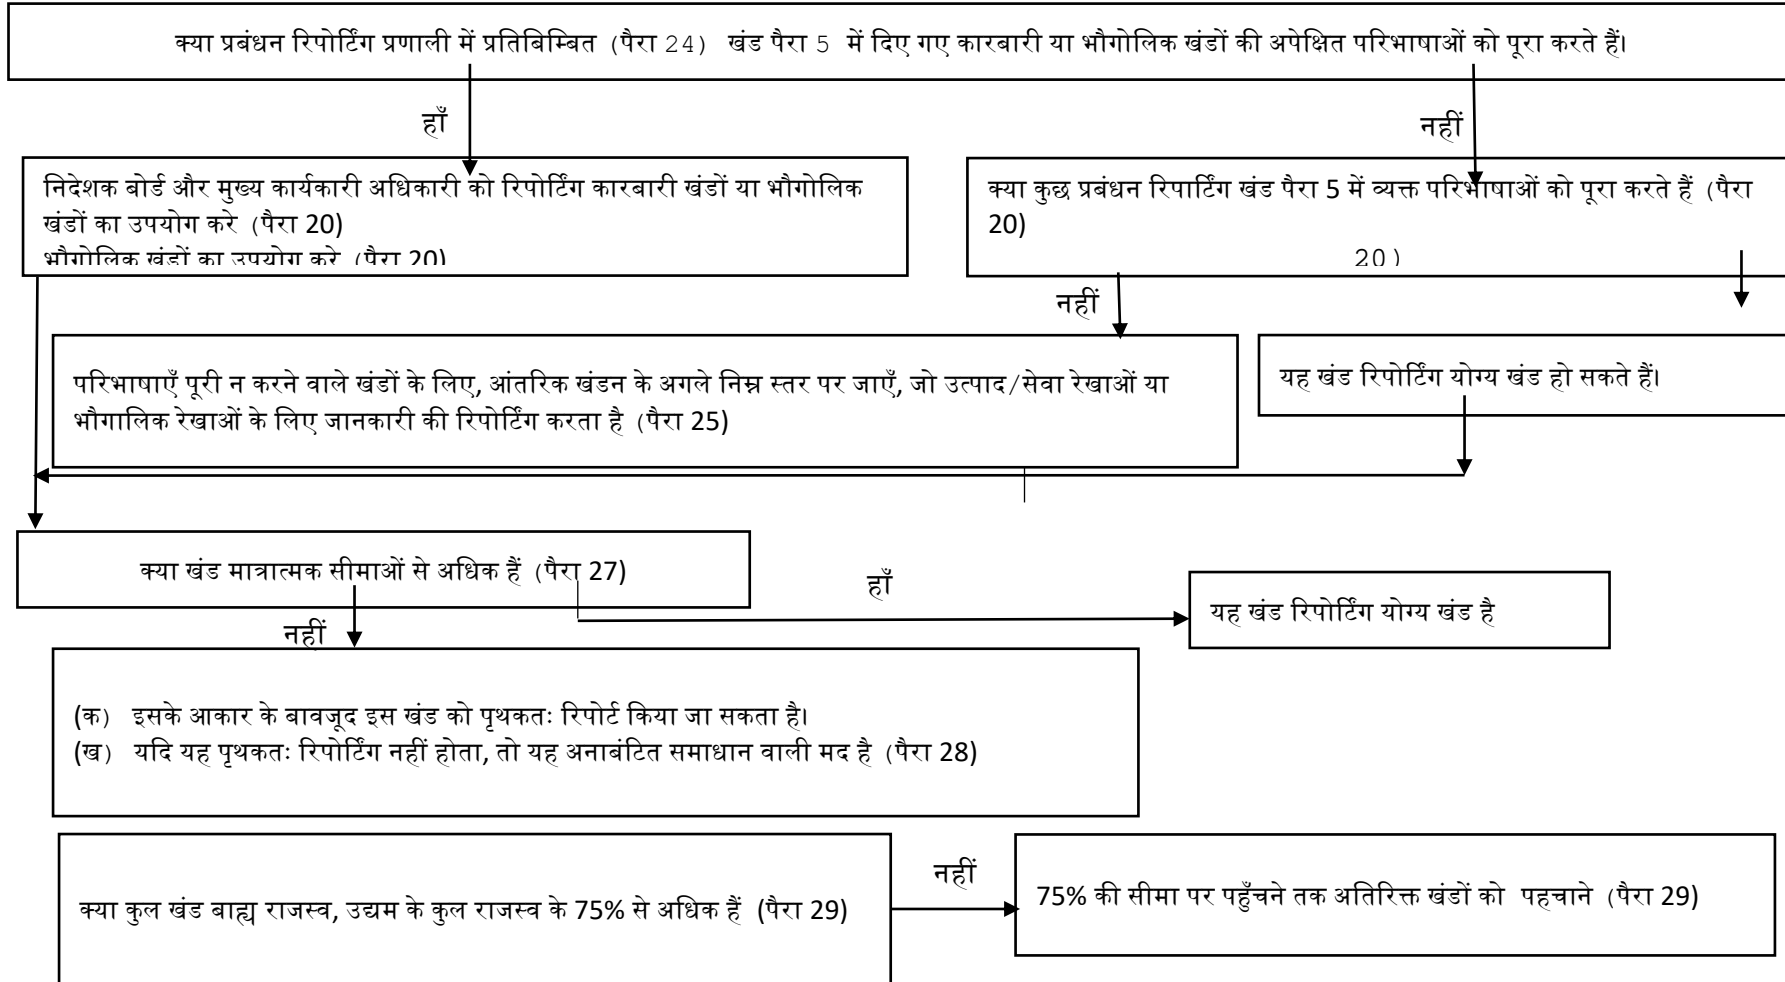 क्या प्रबंधन रिपोर्टिंग प्रणाली में प्रतिबिम्बित (पैरा 24) खंड पैरा 5 में दिए गए कारबारी या भौगोलिक खंडों की अपेक्षित परिभाषाओं को पूरा करते हैं।
हाँ
नहीं
निदेशक बोर्ड और मुख्य कार्यकारी अधिकारी को रिपोर्टिंग कारबारी खंडों या भौगोलिक
खंडों का उपयोग करे (पैरा 20)
भौगोलिक खंडों का उपयोग करे (पैरा 20)
क्या कुछ प्रबंधन रिपार्टिंग खंड पैरा 5 में व्यक्त परिभाषाओं को पूरा करते हैं (पैरा
20)
20)
नहीं
परिभाषाएँ पूरी न करने वाले खंडों के लिए, आंतरिक खंडन के अगले निम्न स्तर पर जाएँ, जो उत्पाद/सेवा रेखाओं या
भौगालिक रेखाओं के लिए जानकारी की रिपोर्टिंग करता है (पैरा 25)
यह खंड रिपोर्टिंग योग्य खंड हो सकते हैं।
क्या खंड मात्रात्मक सीमाओं से अधिक हैं (पैरा 27)
हाँ
यह खंड रिपोर्टिंग योग्य खंड है
नहीं
(क) इसके आकार के बावजूद इस खंड को पृथकतः रिपोर्ट किया जा सकता है।
(ख) यदि यह पृथकतः रिपोर्टिंग नहीं होता, तो यह अनाबंटित समाधान वाली मद है (पैरा 28)
क्या कुल खंड बाह्य राजस्व, उद्यम के कुल राजस्व के 75% से अधिक हैं (पैरा 29)
नहीं
75% की सीमा पर पहुँचने तक अतिरिक्त खंडों को पहचाने (पैरा 29)